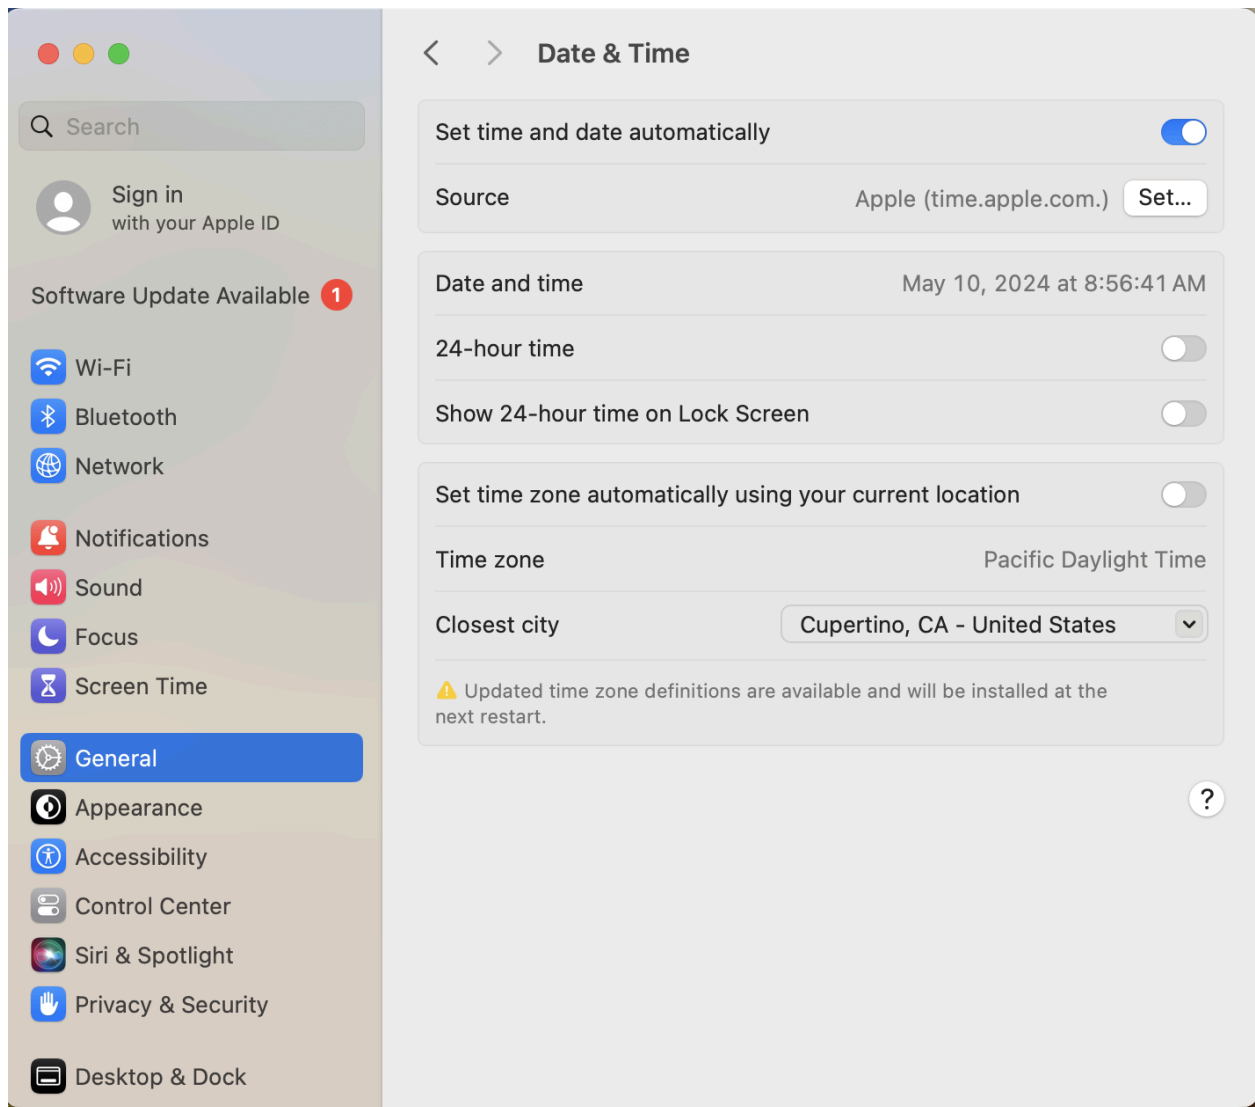 Search
Sign in
with your Apple ID
Software Update Available 1
Wi-Fi
Bluetooth
Network
Notifications
Sound
Focus
Screen Time
General
Appearance
Accessibility
Control Center
Siri & Spotlight
Privacy & Security
Desktop & Dock
Date & Time
Set time and date automatically
Source Apple (time.apple.com.) Set...
Date and time May 10, 2024 at 8:56:41 AM
24-hour time
Show 24-hour time on Lock Screen
Set time zone automatically using your current location
Time zone Pacific Daylight Time
Closest city Cupertino, CA - United States
Updated time zone definitions are available and will be installed at the
next restart.
?